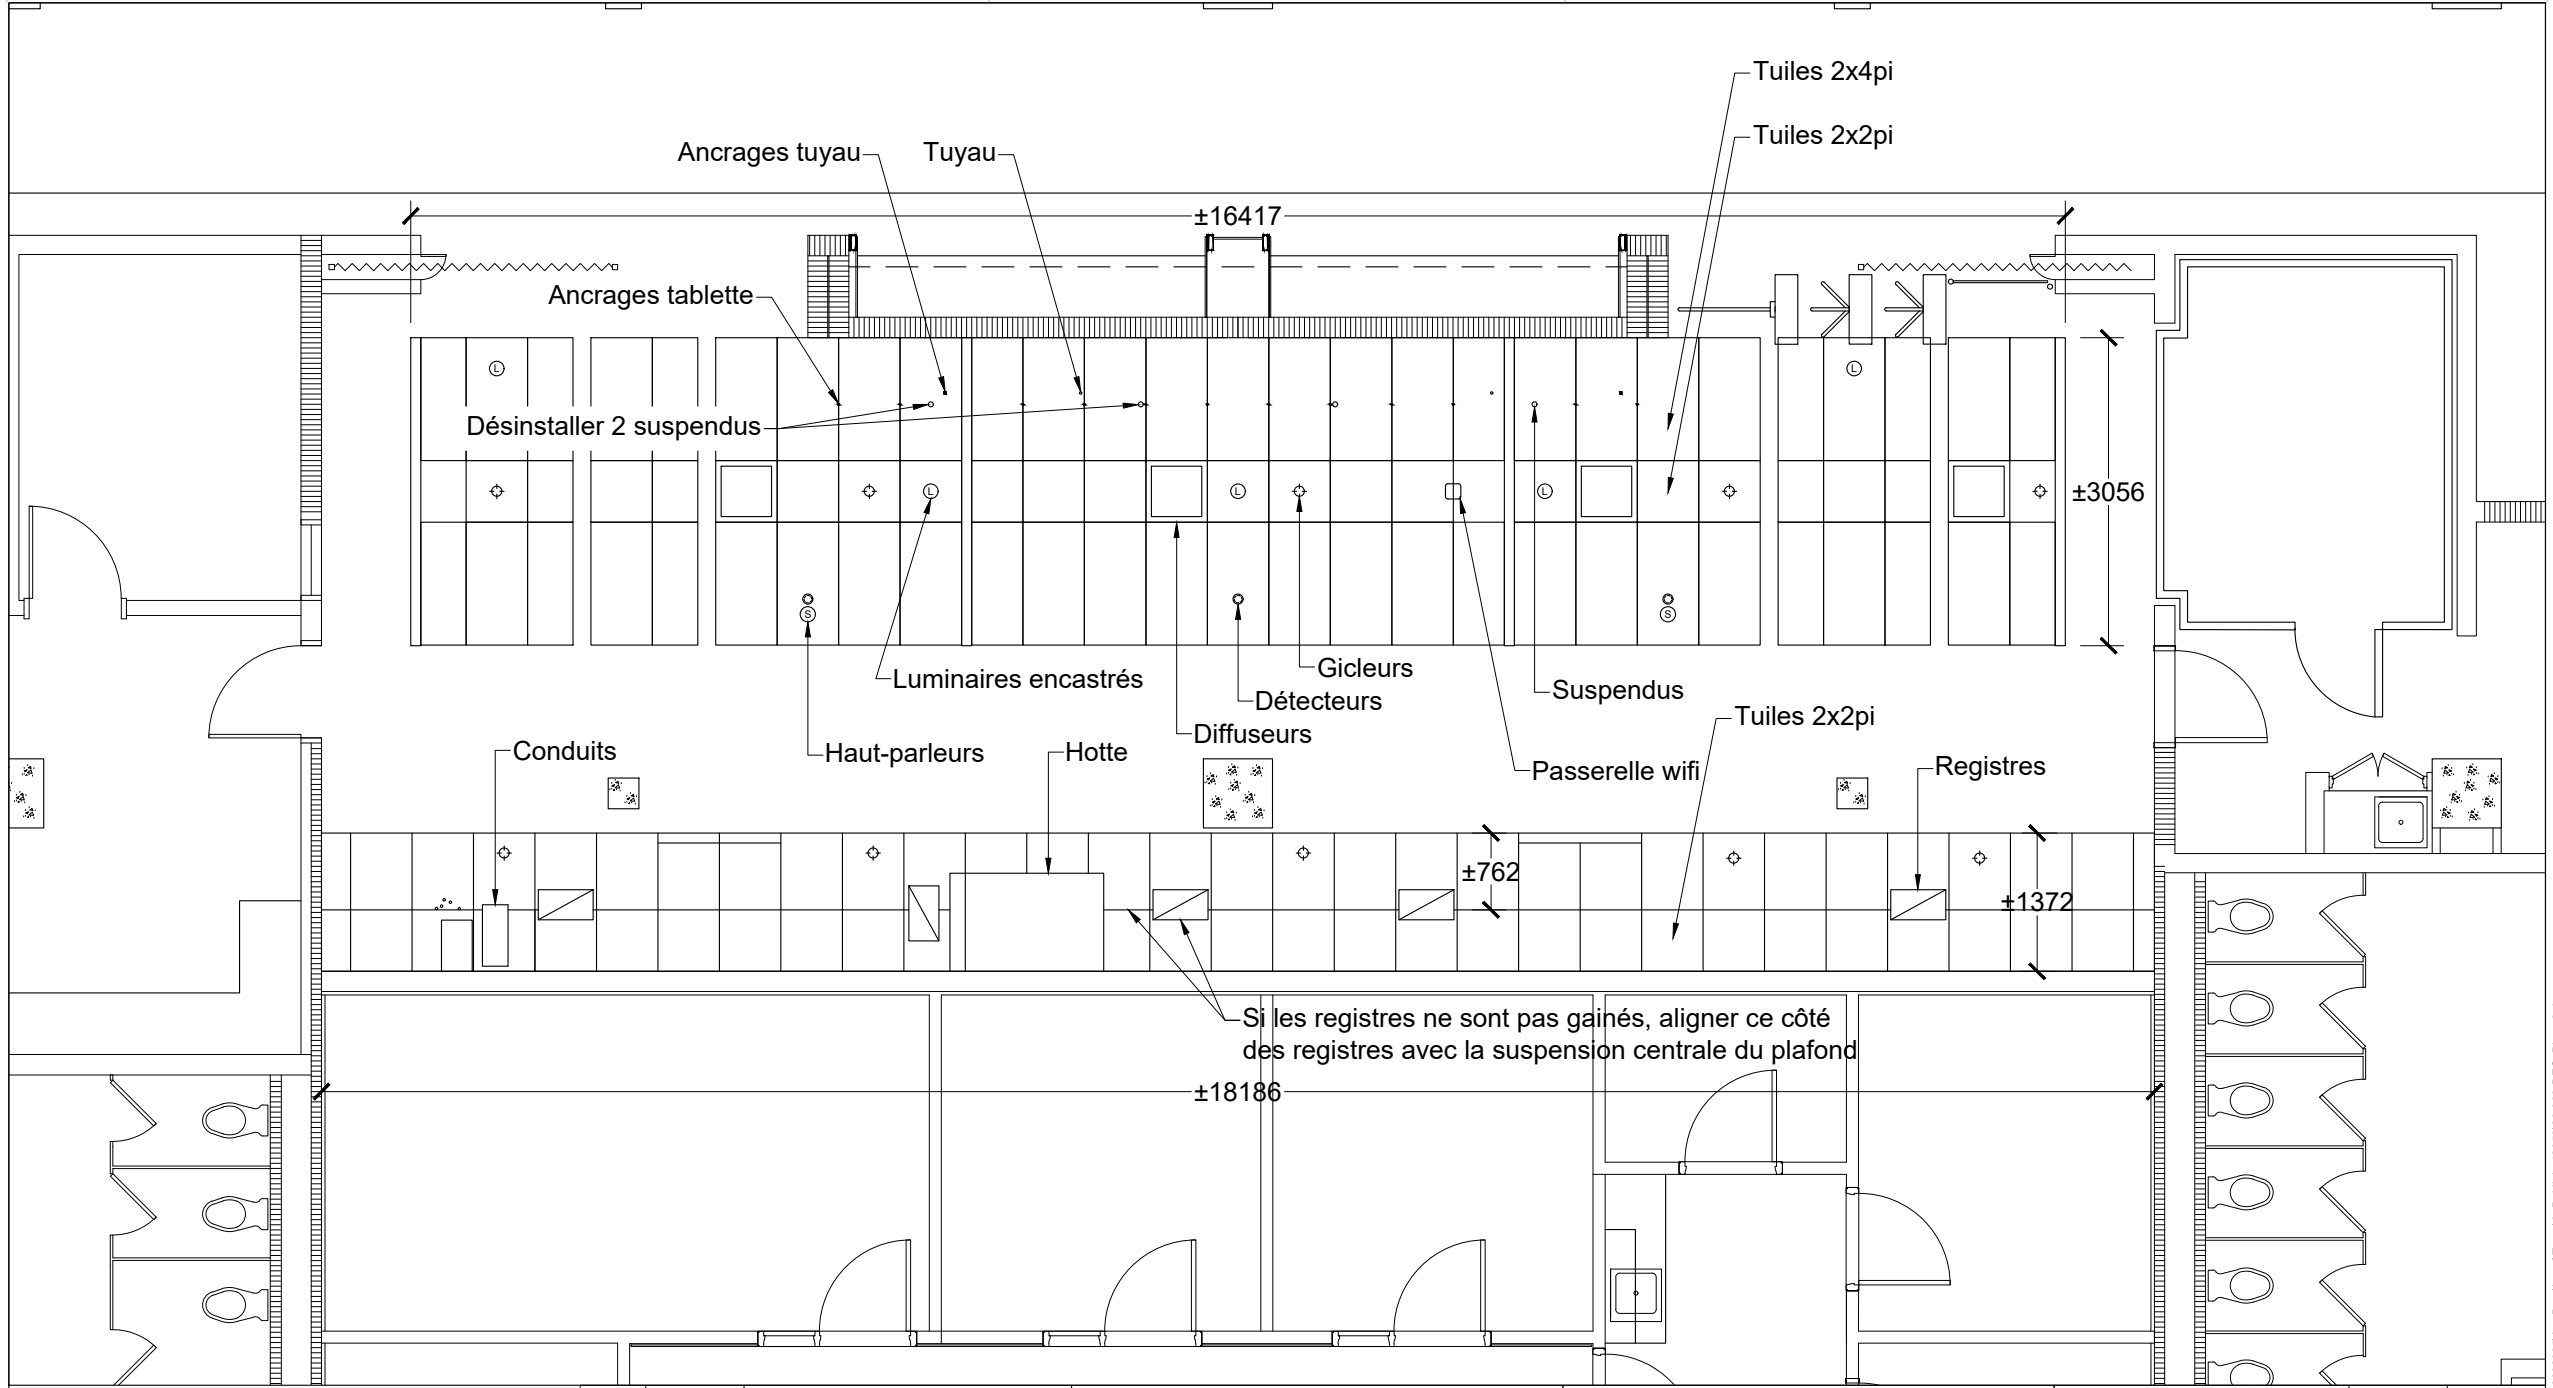 Tuiles 2x4pi
Tuiles 2x2pi
Ancrages tuyau
Tuyau
±16417
Ancrages tablette
L
L
Désinstaller 2 suspendus
L
L
L
±3056
S
S
Gicleurs
Luminaires encastrés
Suspendus
Détecteurs
Tuiles 2x2pi
Diffuseurs
Conduits
Haut-parleurs
Hotte
Passerelle wifi
Registres
±762
±1372
Si les registres ne sont pas gainés, aligner ce côté
des registres avec la suspension centrale du plafond
±18186